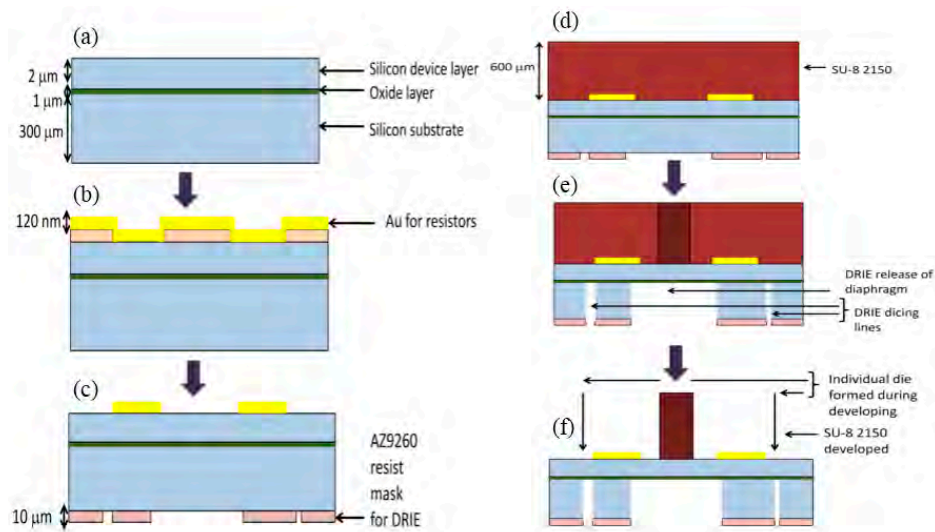 (a)
2 μm
1 μm
300 μm
Silicon device layer
Oxide layer
Silicon substrate
(b)
120 nm
Au for resistors
(c)
10 μm
AZ9260
resist
mask
for DRIE
(d)
600 μm
SU-8 2150
(e)
DRIE release of
diaphragm
DRIE dicing
lines
(f)
Individual die
formed during
developing
SU-8 2150
developed